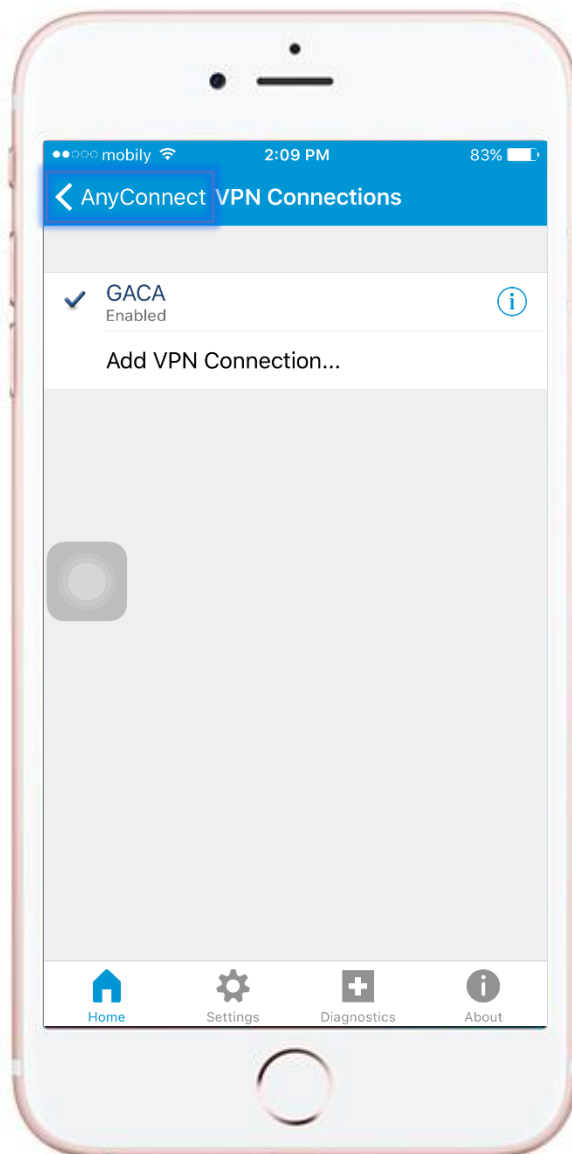 mobily 2:09 PM 83%
AnyConnect VPN Connections
GACA
Enabled
Add VPN Connection...
Home Settings Diagnostics About